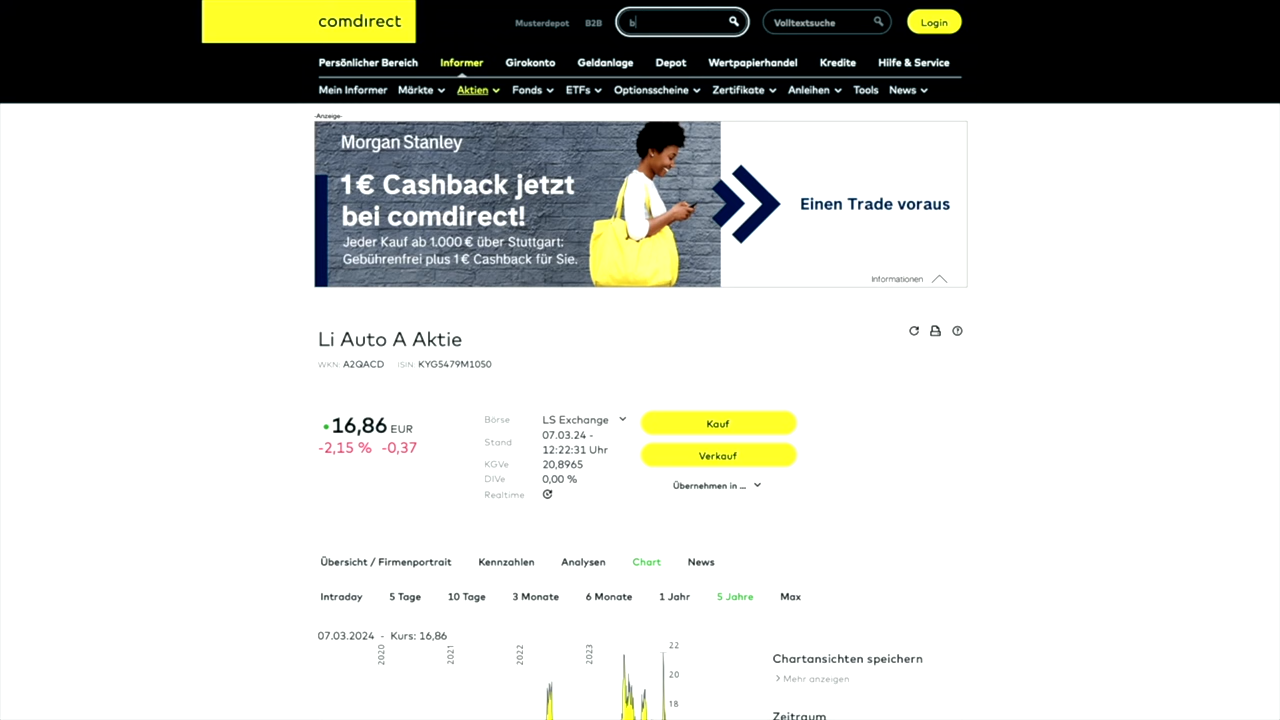 comdirect
Musterdepot B2B b Volltextsuche Login
Persönlicher Bereich Informer Girokonto Geldanlage Depot Wertpapierhandel Kredite Hilfe & Service
Mein Informer Märkte Aktien Fonds ETFs Optionsscheine Zertifikate Anleihen Tools News
-Anzeige-
Morgan Stanley
1 € Cashback jetzt
bei comdirect!
Jeder Kauf ab 1.000 € über Stuttgart:
Gebührenfrei plus 1 € Cashback für Sie.
Einen Trade voraus
Informationen
Li Auto A Aktie
WKN: A2QACD ISIN: KYG5479M1050
16,86 EUR
-2,15 % -0,37
Börse LS Exchange
Stand 07.03.24 -
12:22:31 Uhr
KGVe 20,8965
DIVe 0,00 %
Realtime
Kauf
Verkauf
Übernehmen in ...
Übersicht / Firmenportrait Kennzahlen Analysen Chart News
Intraday 5 Tage 10 Tage 3 Monate 6 Monate 1 Jahr 5 Jahre Max
07.03.2024 - Kurs: 16,86
2020 2021 2022 2023
22
20
18
Chartansichten speichern
Mehr anzeigen
Zeitraum